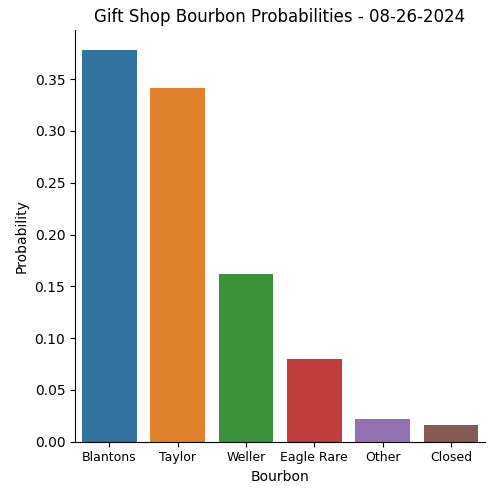 Gift Shop Bourbon Probabilities - 08-26-2024
0.35
0.30
0.25
0.20
0.15
0.10
0.05
0.00
Probability
Blantons Taylor Weller Eagle Rare Other Closed
Bourbon